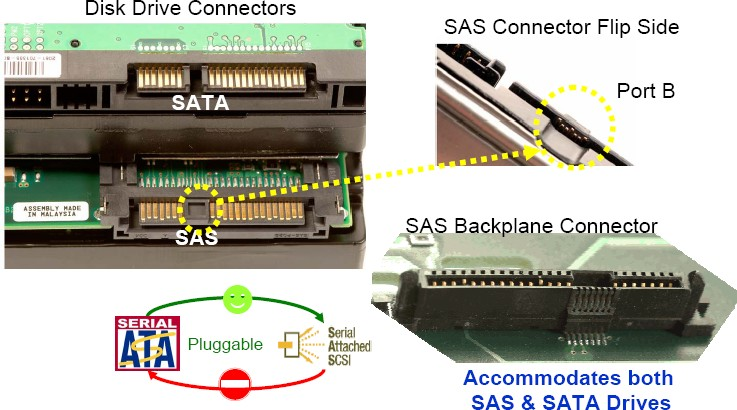 Disk Drive Connectors
SAS Connector Flip Side
SATA
Port B
ASSEMBLY MADE
IN MALAYSIA
SAS
SAS Backplane Connector
SERIAL
ATA
Pluggable
Serial
Attached
SCSI
Accommodates both
SAS & SATA Drives